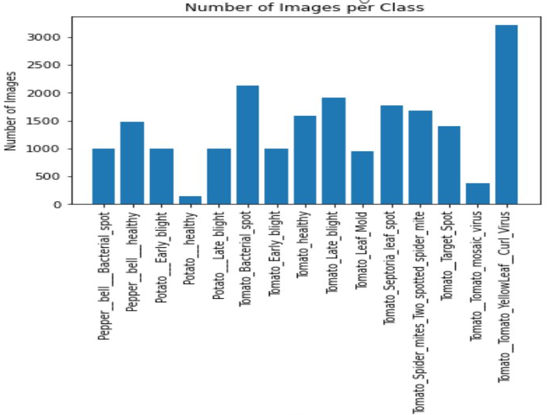 Number of Images per Class
Number of Images
3000
2500
2000
1500
1000
500
0
Pepper__bell___Bacterial_spot
Pepper__bell___healthy
Potato___Early_blight
Potato___healthy
Potato___Late_blight
Tomato_Bacterial_spot
Tomato_Early_blight
Tomato_healthy
Tomato_Late_blight
Tomato_Leaf_Mold
Tomato_Septoria_leaf_spot
Tomato_Spider_mites_Two_spotted_spider_mite
Tomato__Target_Spot
Tomato__Tomato_mosaic_virus
Tomato__Tomato_YellowLeaf__Curl_Virus